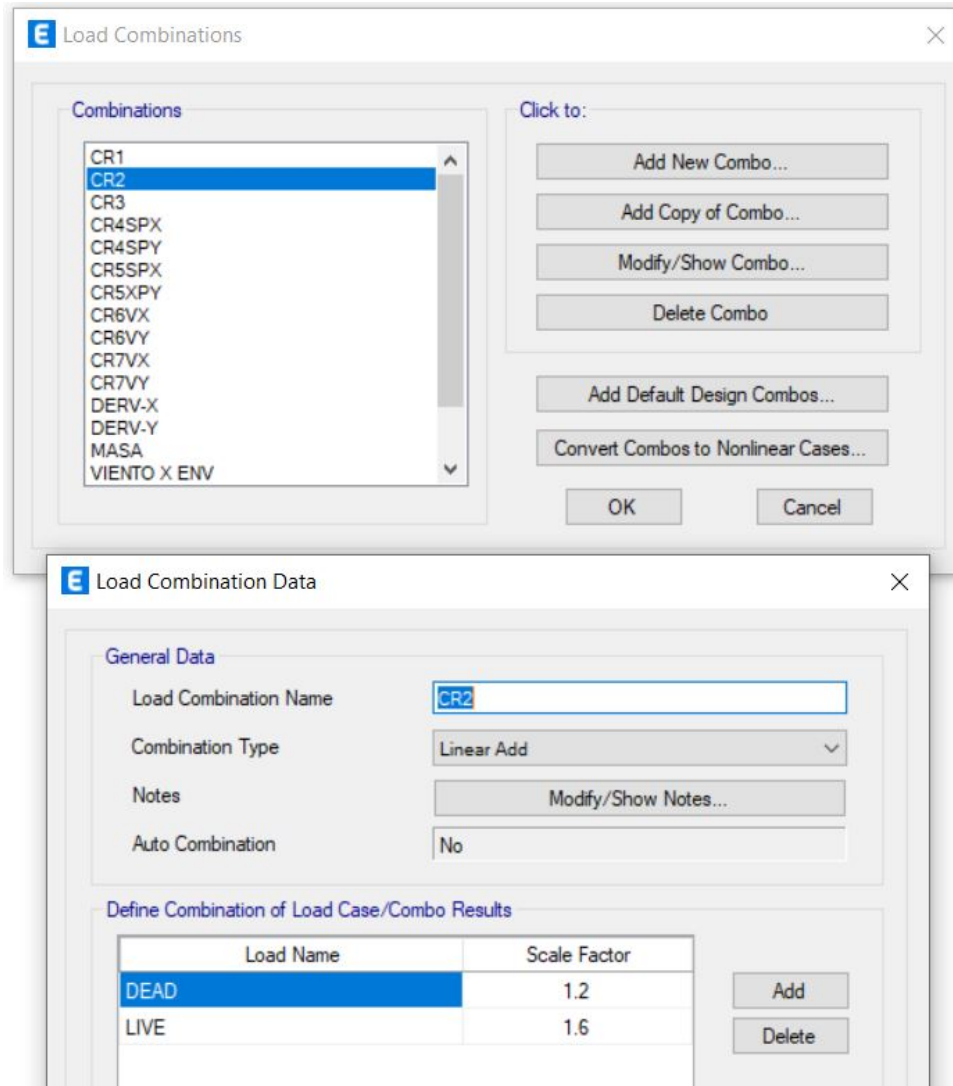 E Load Combinations
Combinations
CR1
CR2
CR3
CR4SPX
CR4SPY
CR5SPX
CR5XPY
CR6VX
CR6VY
CR7VX
CR7VY
DERV-X
DERV-Y
MASA
VIENTO X ENV
Click to:
Add New Combo...
Add Copy of Combo...
Modify/Show Combo...
Delete Combo
Add Default Design Combos...
Convert Combos to Nonlinear Cases...
OK Cancel
E Load Combination Data
General Data
Load Combination Name CR2
Combination Type Linear Add
Notes Modify/Show Notes...
Auto Combination No
Define Combination of Load Case/Combo Results
Load Name Scale Factor
DEAD 1.2 Add
LIVE 1.6 Delete